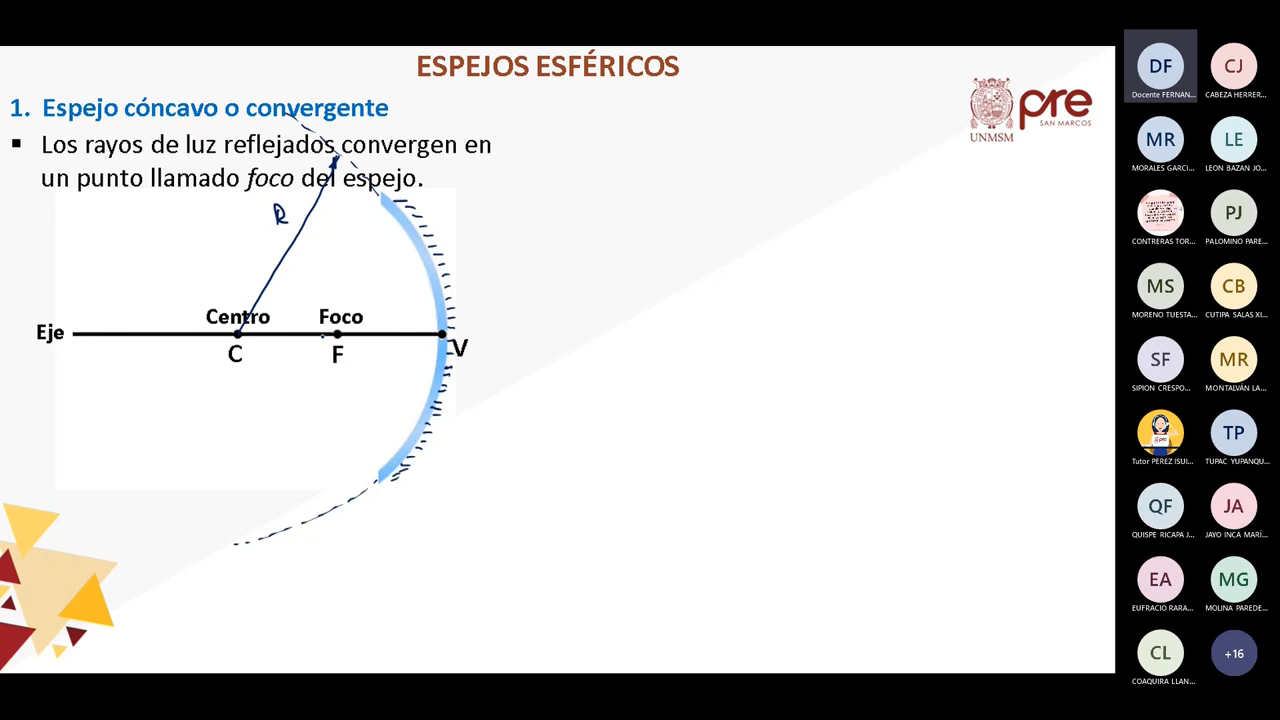 ESPEJOS ESFÉRICOS
1. Espejo cóncavo o convergente
▪ Los rayos de luz reflejados convergen en
un punto llamado foco del espejo.
UNMSM
pre
SAN MARCOS
R
Centro
Foco
Eje
C
F
V
DF
Docente FERNAN...
CJ
CABEZA HERRER...
MR
MORALES GARCI...
LE
LEON BAZAN JO...
CONTRERAS TOR...
PJ
PALOMINO PARE...
MS
MORENO TUESTA...
CB
CUTIPA SALAS XI...
SF
SIPION CRESPO...
MR
MONTALVÁN LA...
Tutor PEREZ ISUI...
TP
TUPAC YUPANQU...
QF
QUISPE RICAPA J...
JA
JAYO INCA MARÍ...
EA
EUFRACIO RARA...
MG
MOLINA PAREDE...
CL
COAQUIRA LLAN...
+16